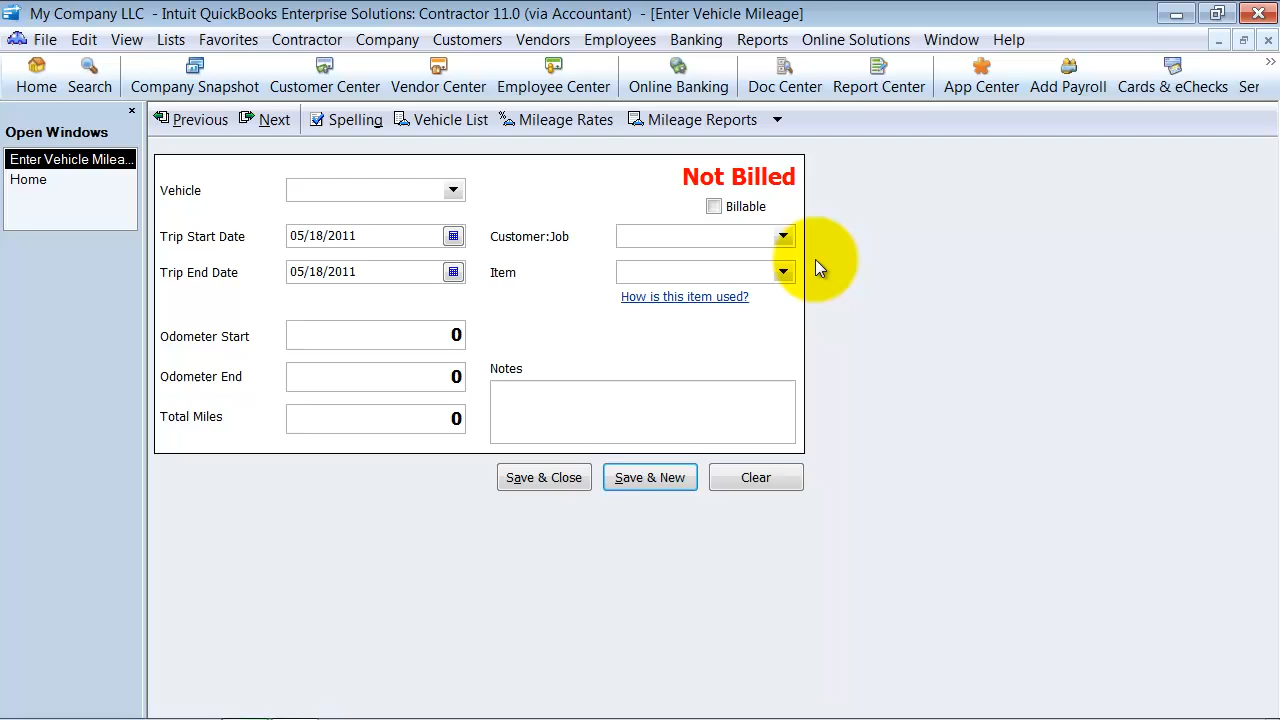 My Company LLC - Intuit QuickBooks Enterprise Solutions: Contractor 11.0 (via Accountant) - [Enter Vehicle Mileage]
File Edit View Lists Favorites Contractor Company Customers Vendors Employees Banking Reports Online Solutions Window Help
Home Search Company Snapshot Customer Center Vendor Center Employee Center Online Banking Doc Center Report Center App Center Add Payroll Cards & eChecks Ser
Open Windows
Enter Vehicle Milea...
Home
Previous Next Spelling Vehicle List Mileage Rates Mileage Reports
Not Billed
Vehicle
Billable
Trip Start Date 05/18/2011 Customer:Job
Trip End Date 05/18/2011 Item
How is this item used?
Odometer Start 0
Odometer End 0
Total Miles 0
Notes
Save & Close Save & New Clear